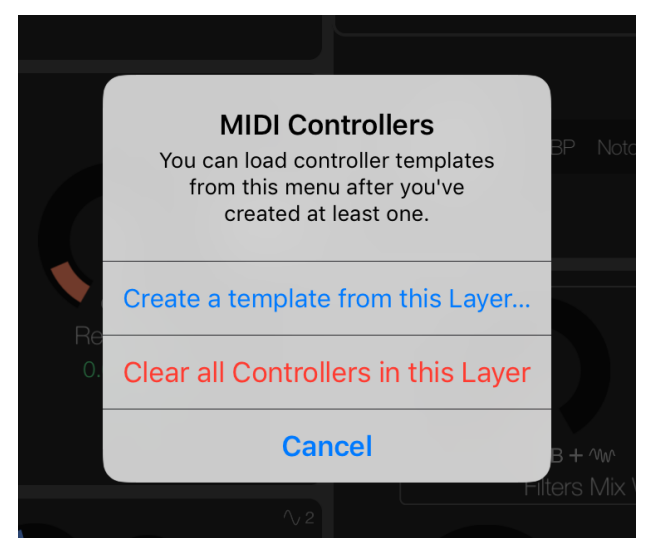 MIDI Controllers
You can load controller templates
from this menu after you've
created at least one.
BP
Create a template from this Layer...
Clear all Controllers in this Layer
Cancel
Filters Mix
2